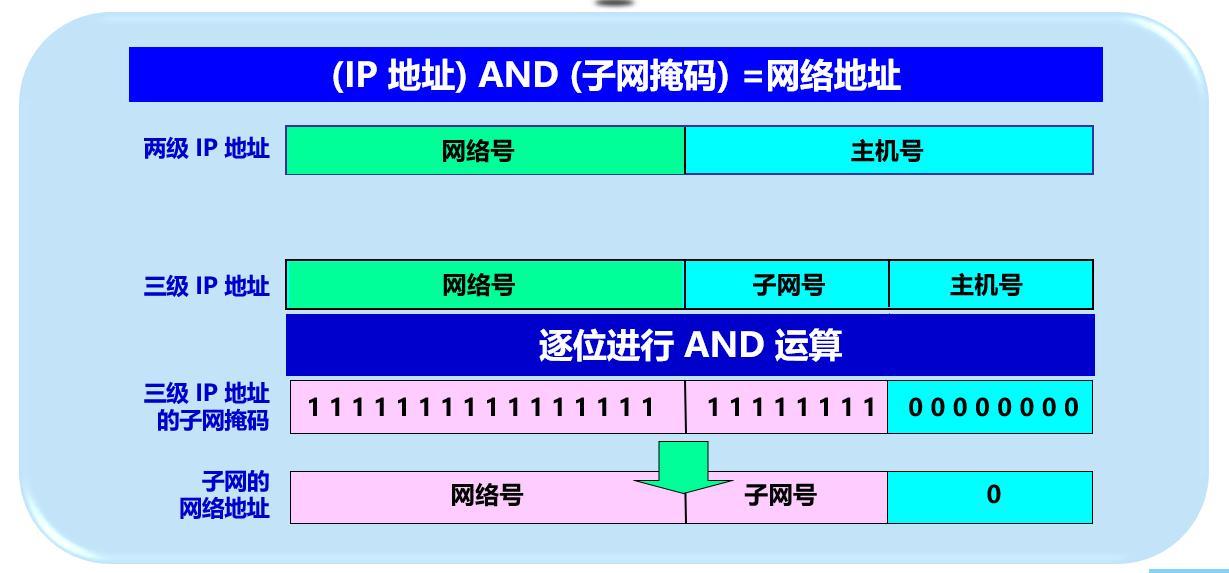 (IP 地址) AND (子网掩码) =网络地址
两级 IP 地址 网络号 主机号
三级 IP 地址 网络号 子网号 主机号
逐位进行 AND 运算
三级 IP 地址
的子网掩码
1 1 1 1 1 1 1 1 1 1 1 1 1 1 1 1 1 1 1 1 1 1 1 1 0 0 0 0 0 0 0 0
子网的
网络地址
网络号 子网号 0